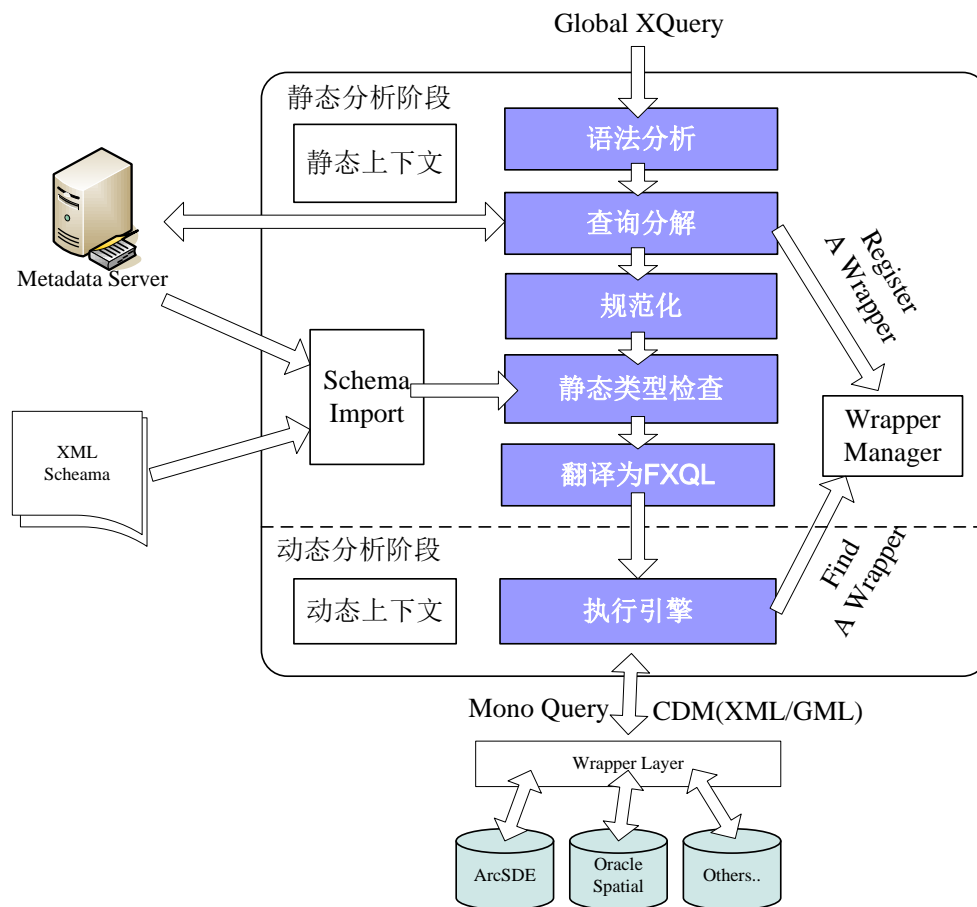 Global XQuery
静态分析阶段
语法分析
静态上下文
查询分解
Metadata Server
Register
A Wrapper
规范化
Schema
Import
静态类型检查
Wrapper
Manager
XML
Scheama
翻译为FXQL
动态分析阶段
Find
A Wrapper
动态上下文
执行引擎
Mono Query
CDM(XML/GML)
Wrapper Layer
ArcSDE
Oracle
Spatial
Others..